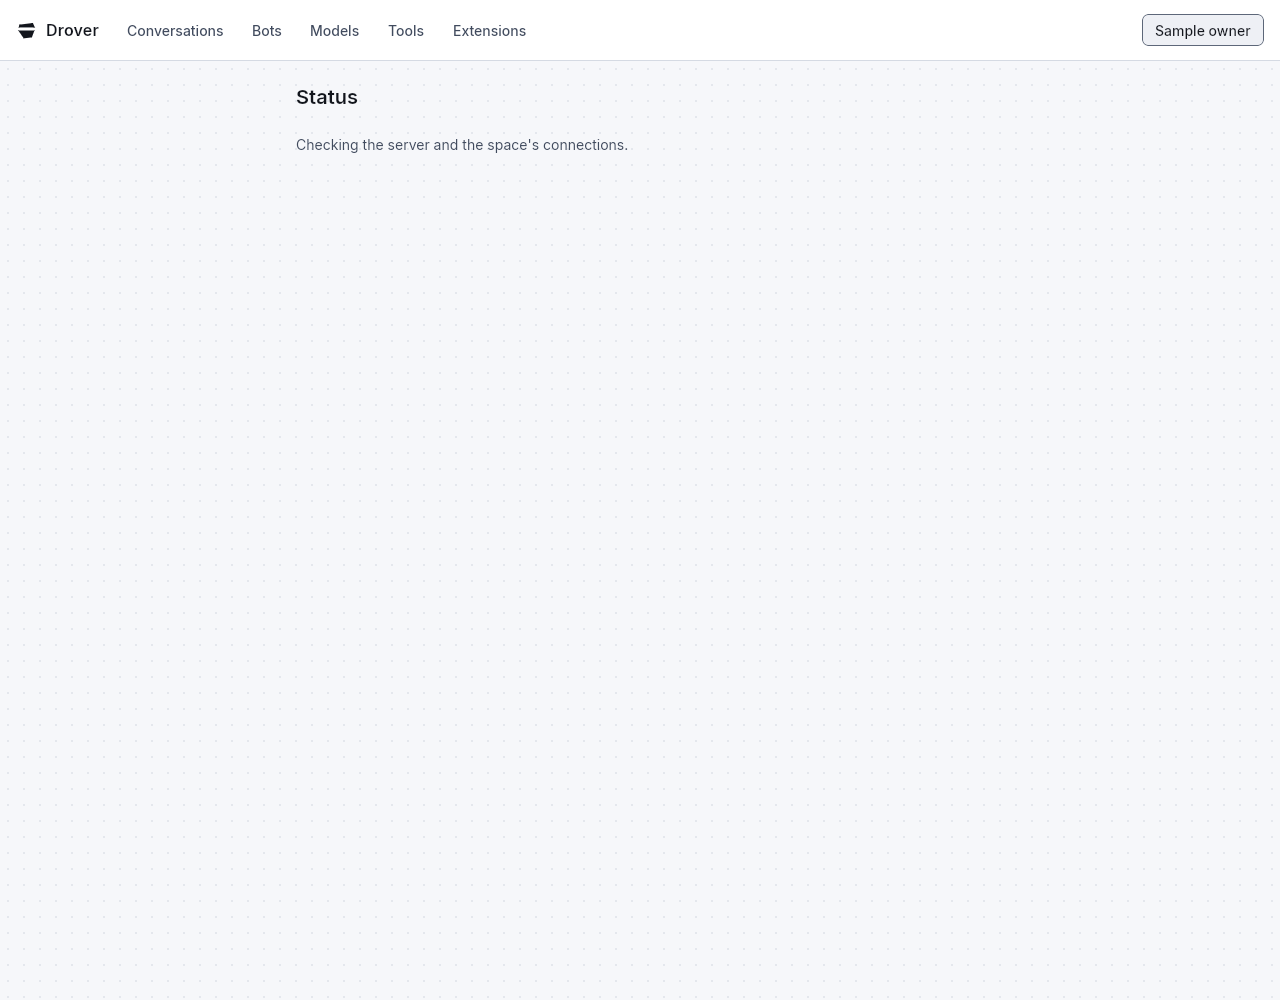 Drover
Conversations
Bots
Models
Tools
Extensions
Sample owner
Status
Checking the server and the space's connections.